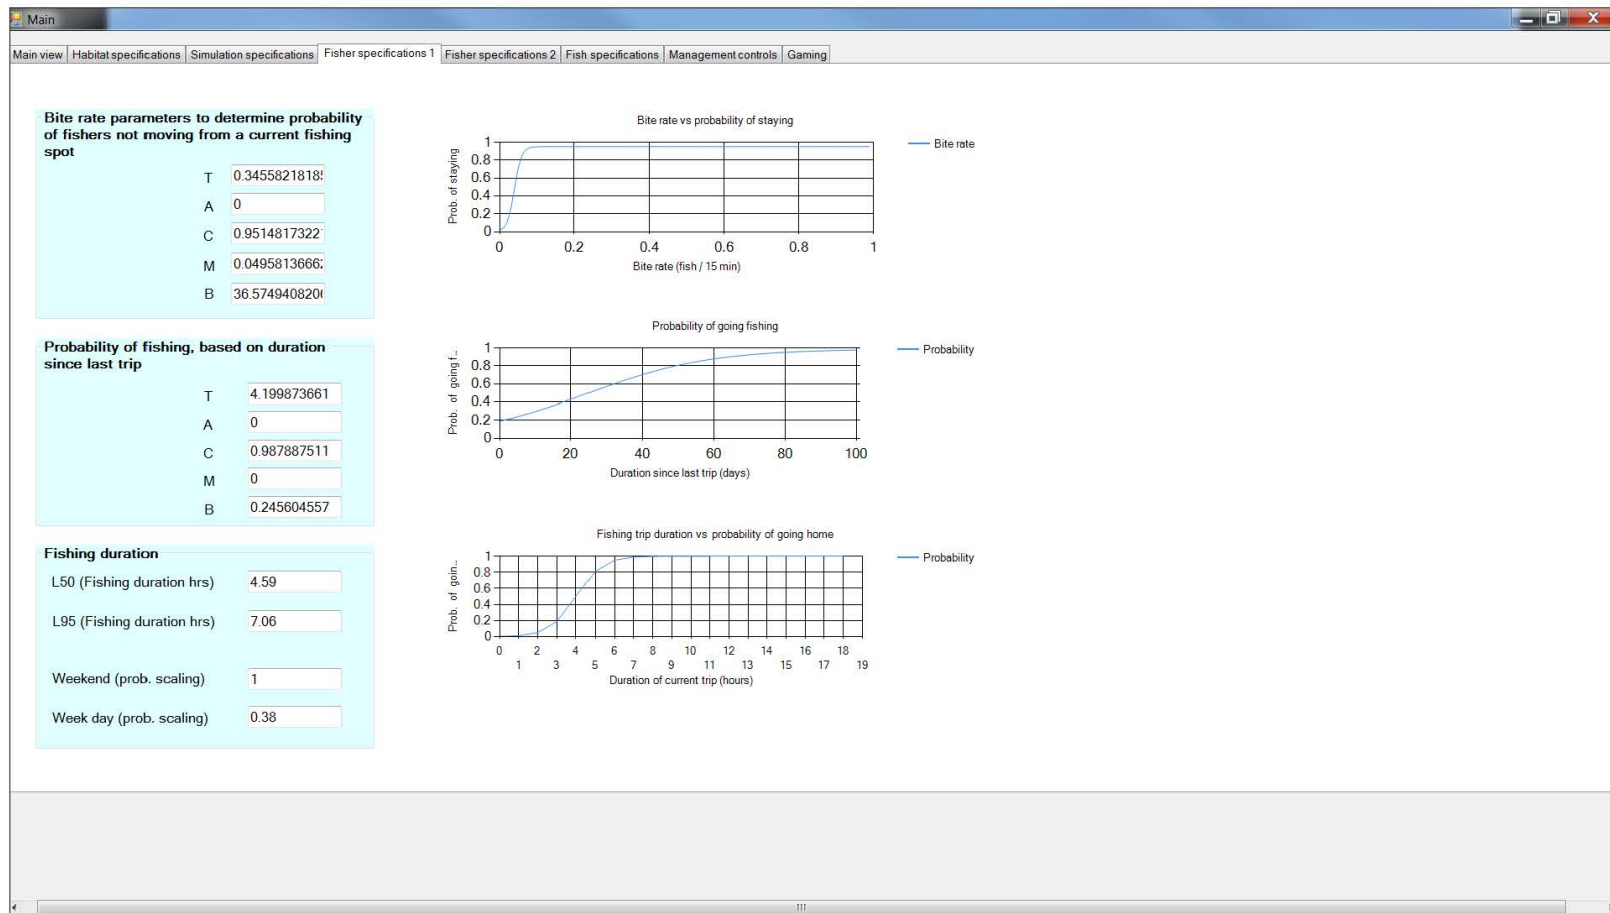 Main
Main view Habitat specifications Simulation specifications Fisher specifications 1 Fisher specifications 2 Fish specifications Management controls Gaming
Bite rate parameters to determine probability
of fishers not moving from a current fishing
spot
T 0.3455821818
A 0
C 0.951481732
M 0.049581366
B 36.574940820
Bite rate vs probability of staying
Prob. of staying
1
0.8
0.6
0.4
0.2
0
0 0.2 0.4 0.6 0.8 1
Bite rate (fish / 15 min)
Bite rate
Probability of fishing, based on duration
since last trip
T 4.199873661
A 0
C 0.987887511
M 0
B 0.245604557
Probability of going fishing
Prob. of going f...
1
0.8
0.6
0.4
0.2
0
0 20 40 60 80 100
Duration since last trip (days)
Probability
Fishing duration
L50 (Fishing duration hrs) 4.59
L95 (Fishing duration hrs) 7.06
Weekend (prob. scaling) 1
Week day (prob. scaling) 0.38
Fishing trip duration vs probability of going home
Prob. of goin...
1
0.8
0.6
0.4
0.2
0
0 2 4 6 8 10 12 14 16 18
1 3 5 7 9 11 13 15 17 19
Duration of current trip (hours)
Probability